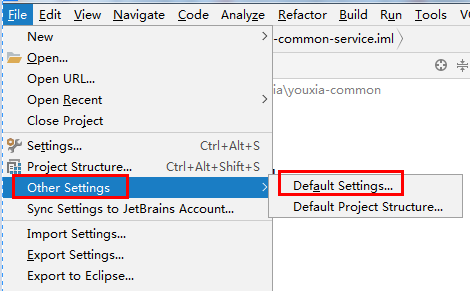 File Edit View Navigate Code Analyze Refactor Build Run Tools
New
Open...
-common-service.iml
Open URL...
Open Recent
ia\youxia-common
Close Project
Settings... Ctrl+Alt+S
Project Structure... Ctrl+Alt+Shift+S
Other Settings
Default Settings...
Sync Settings to JetBrains Account...
Default Project Structure...
Import Settings...
Export Settings...
Export to Eclipse...